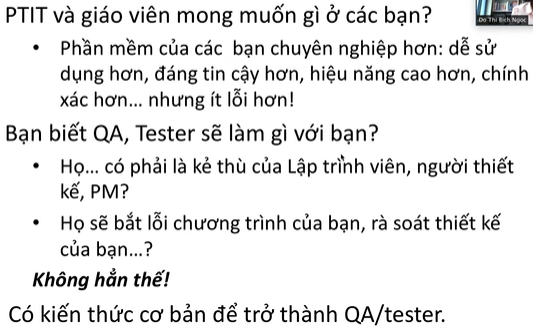 PTIT và giáo viên mong muốn gì ở các bạn?
Do Thi Bich Ngoc
• Phần mềm của các bạn chuyên nghiệp hơn: dễ sử
dụng hơn, đáng tin cậy hơn, hiệu năng cao hơn, chính
xác hơn... nhưng ít lỗi hơn!
Bạn biết QA, Tester sẽ làm gì với bạn?
• Họ... có phải là kẻ thù của Lập trình viên, người thiết
kế, PM?
• Họ sẽ bắt lỗi chương trình của bạn, rà soát thiết kế
của bạn...?
Không hẳn thế!
Có kiến thức cơ bản để trở thành QA/tester.